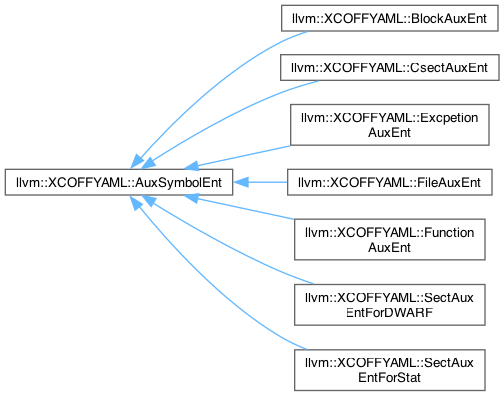 llvm::XCOFFYAML::BlockAuxEnt
llvm::XCOFFYAML::CsectAuxEnt
llvm::XCOFFYAML::Excpetion
AuxEnt
llvm::XCOFFYAML::AuxSymbolEnt
llvm::XCOFFYAML::FileAuxEnt
llvm::XCOFFYAML::Function
AuxEnt
llvm::XCOFFYAML::SectAux
EntForDWARF
llvm::XCOFFYAML::SectAux
EntForStat